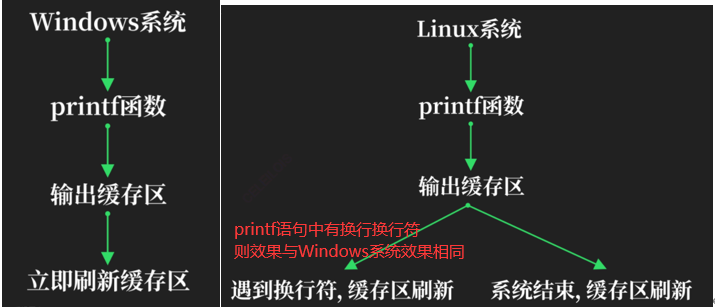 Windows系统
printf函数
输出缓存区
立即刷新缓存区
Linux系统
printf函数
输出缓存区
printf语句中有换行换行符
则效果与Windows系统效果相同
遇到换行符, 缓存区刷新
系统结束, 缓存区刷新